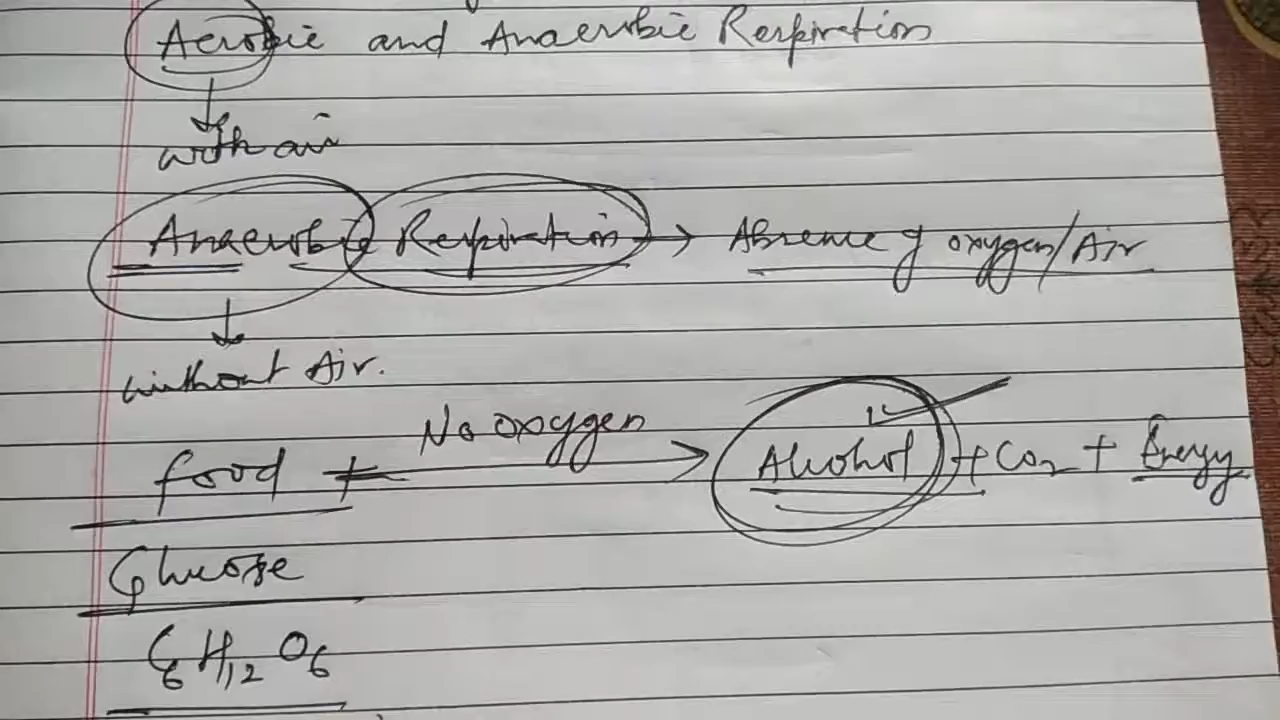 Aerobic and Anaerobic Respiration
with air
Anaerobic Respiration → Absence of oxygen/Air
without Air.
No oxygen
food + → Alcohol + CO2 + Energy
Glucose
C6H12O6